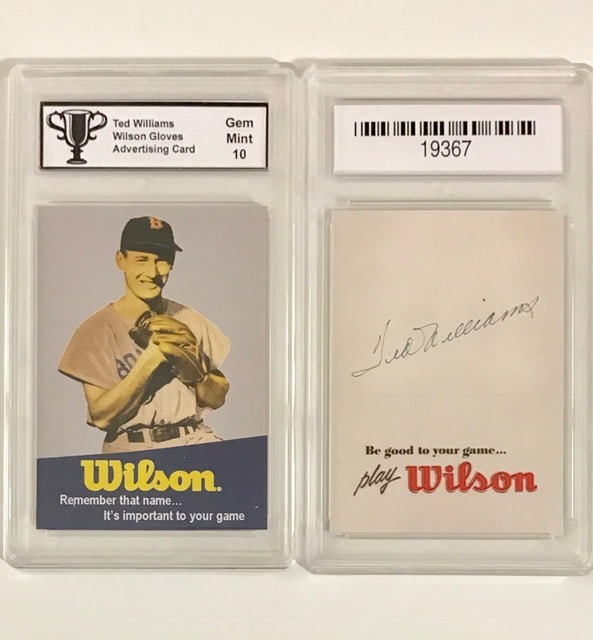 Ted Williams
Wilson Gloves
Advertising Card
Gem
Mint
10
B
BO
Wilson.
Remember that name...
It's important to your game
19367
Ted Williams
Be good to your game...
play Wilson